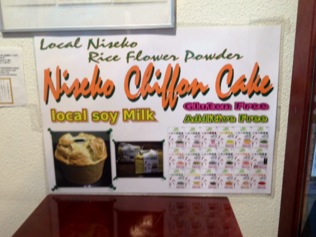 Local Niseko
Rice Flower Powder
Niseko Chiffon Cake
local soy Milk
Gluten Free
Additive Free